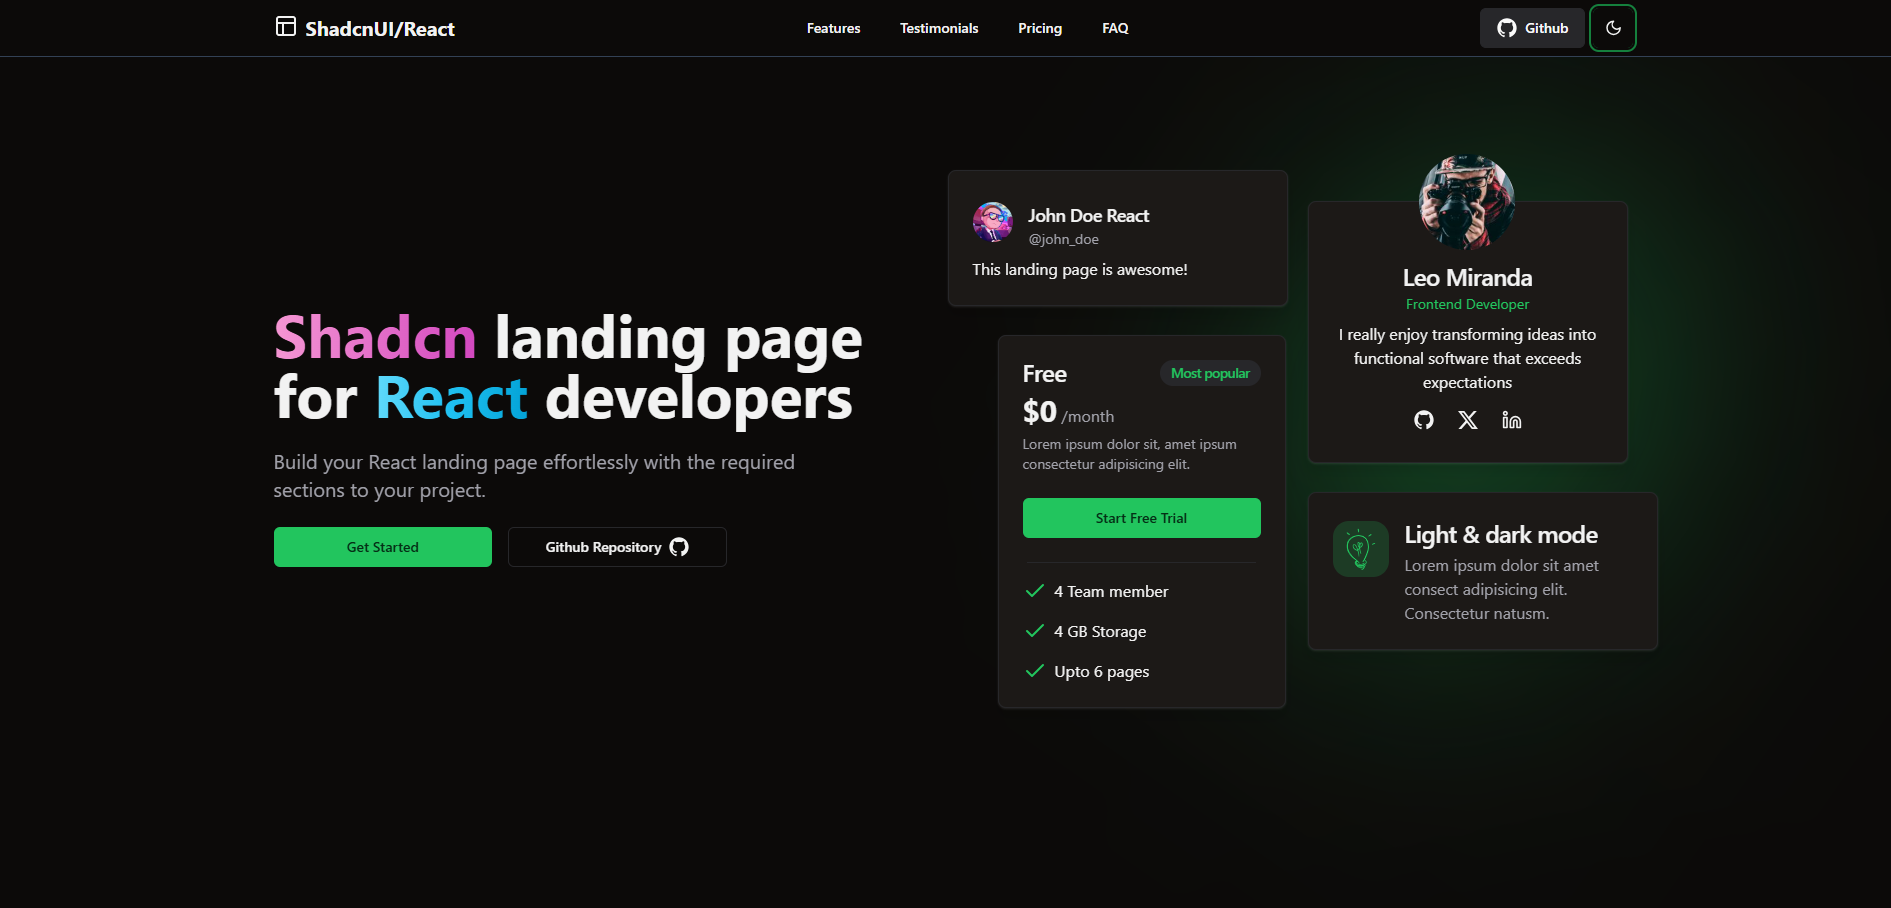 ShadcnUI/React
Features
Testimonials
Pricing
FAQ
Github
Shadcn landing page
for React developers
Build your React landing page effortlessly with the required
sections to your project.
Get Started
Github Repository
John Doe React
@john_doe
This landing page is awesome!
Free
Most popular
$0 /month
Lorem ipsum dolor sit, amet ipsum
consectetur adipisicing elit.
Start Free Trial
4 Team member
4 GB Storage
Upto 6 pages
Leo Miranda
Frontend Developer
I really enjoy transforming ideas into
functional software that exceeds
expectations
Light & dark mode
Lorem ipsum dolor sit amet
consect adipisicing elit.
Consectetur natusm.